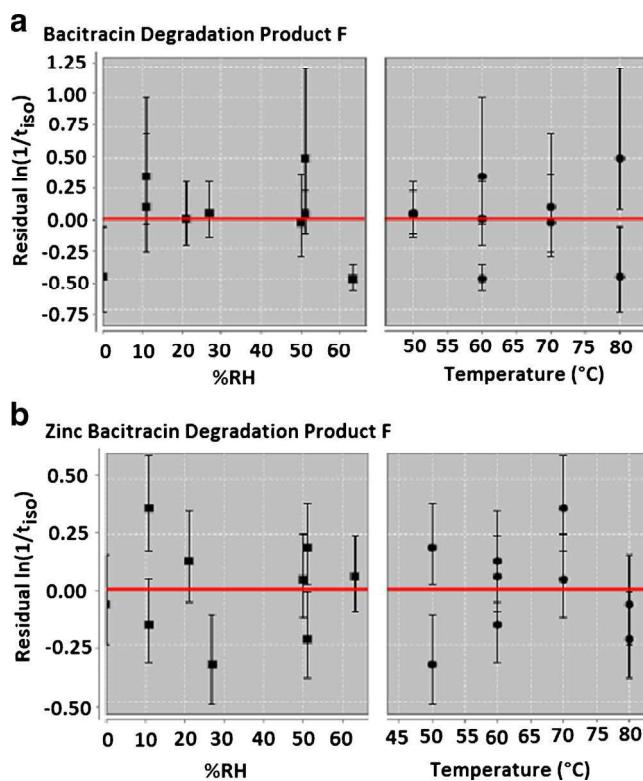 a
Bacitracin Degradation Product F
1.25
1.00
0.75
0.50
0.25
0.00
-0.25
-0.50
-0.75
Residual ln(1/t_iso)
0 10 20 30 40 50 60
50 55 60 65 70 75 80
%RH
Temperature (°C)
b
Zinc Bacitracin Degradation Product F
0.50
0.25
0.00
-0.25
-0.50
Residual ln(1/t_iso)
0 10 20 30 40 50 60
45 50 55 60 65 70 75 80
%RH
Temperature (°C)